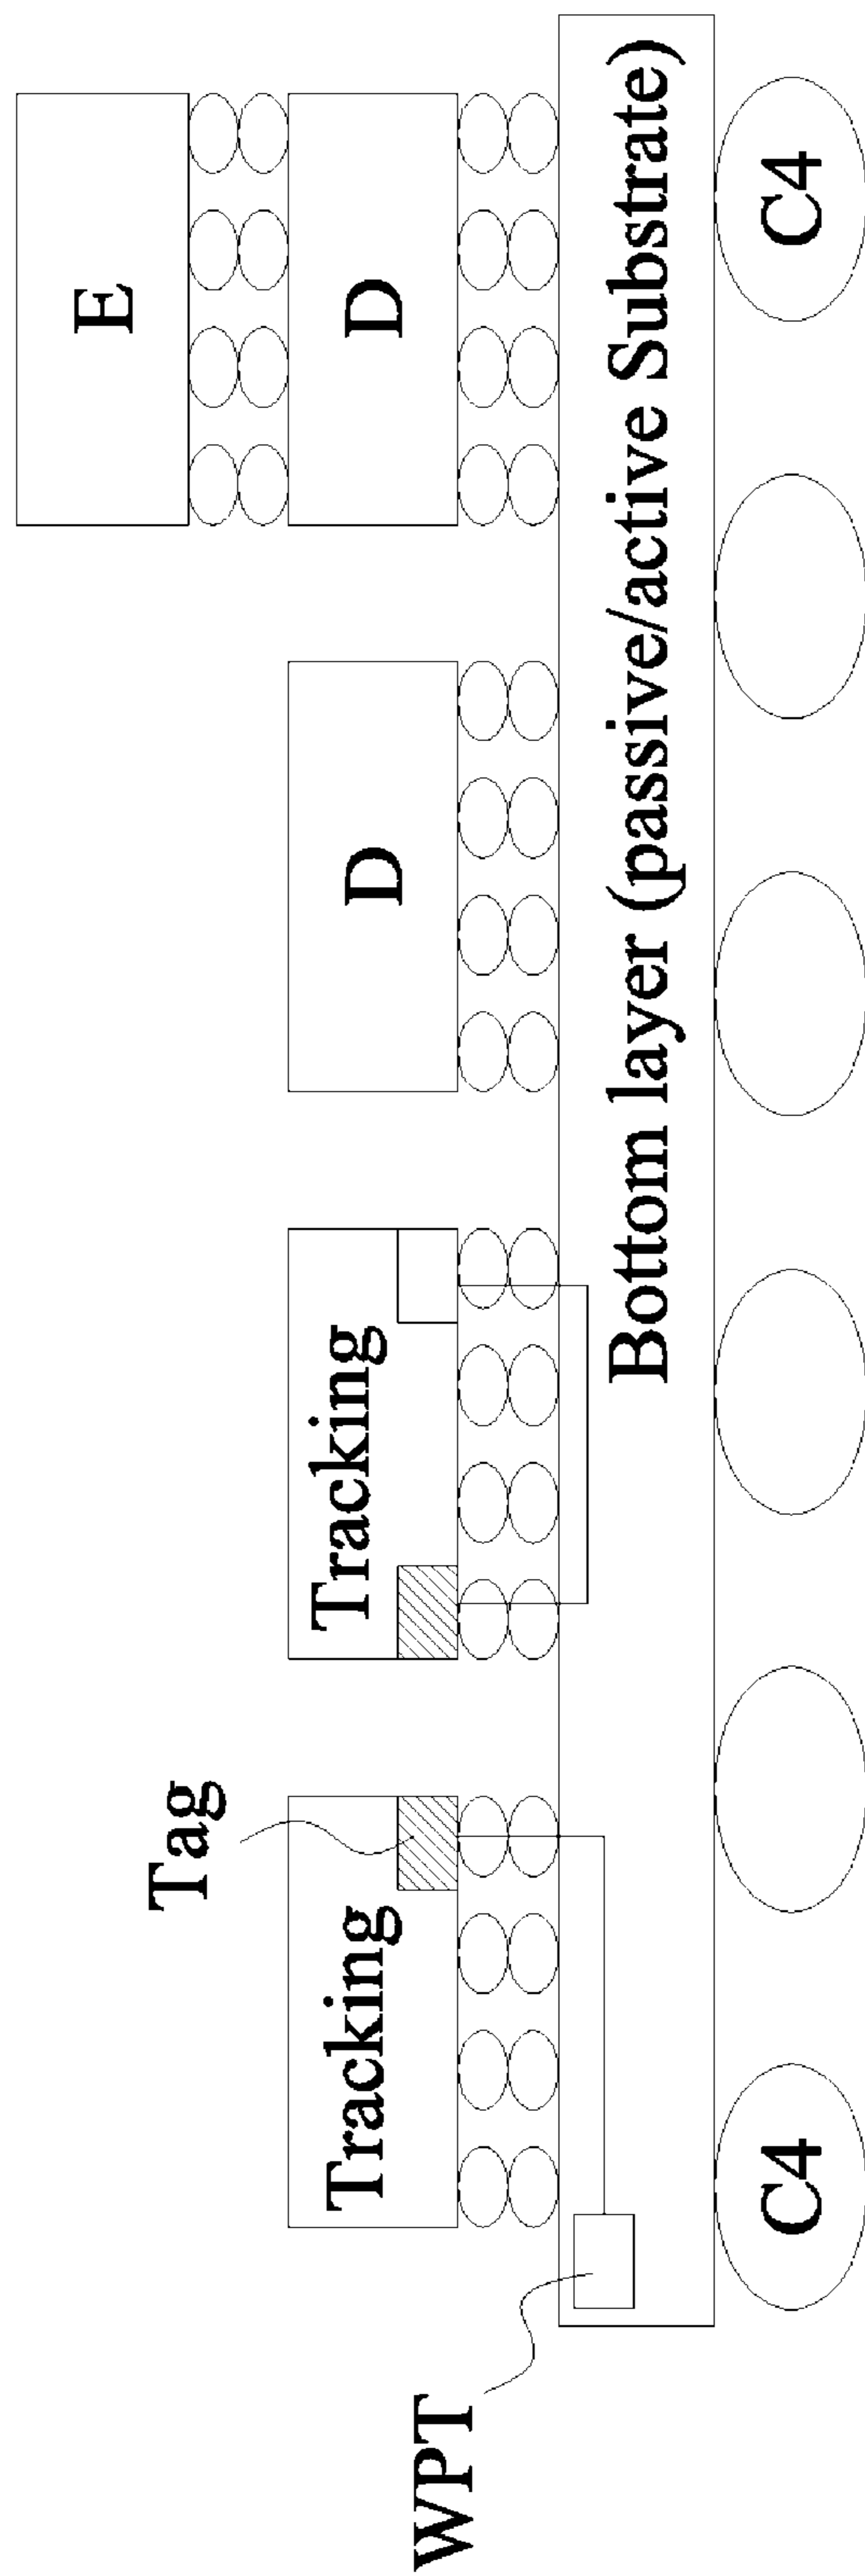 E
Tag
Tracking
Tracking
D
D
WPT
Bottom layer (passive/active Substrate)
C4
C4